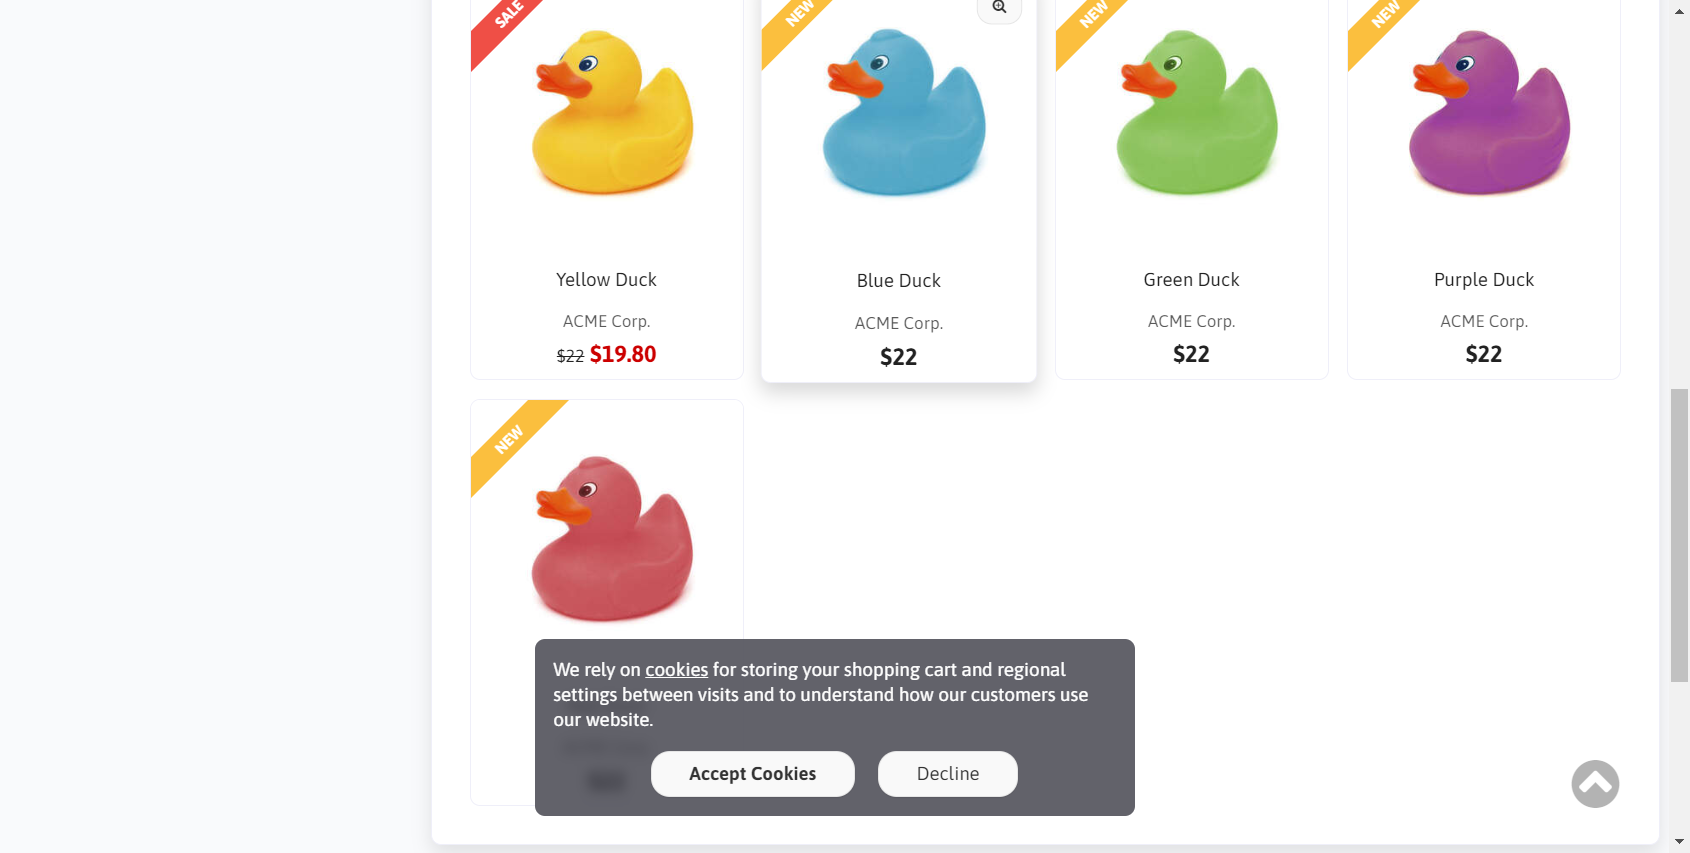 SALE
NEW
NEW
NEW
Yellow Duck
Blue Duck
Green Duck
Purple Duck
ACME Corp.
ACME Corp.
ACME Corp.
ACME Corp.
$22 $19.80
$22
$22
$22
NEW
We rely on cookies for storing your shopping cart and regional
settings between visits and to understand how our customers use
our website.
Accept Cookies
Decline